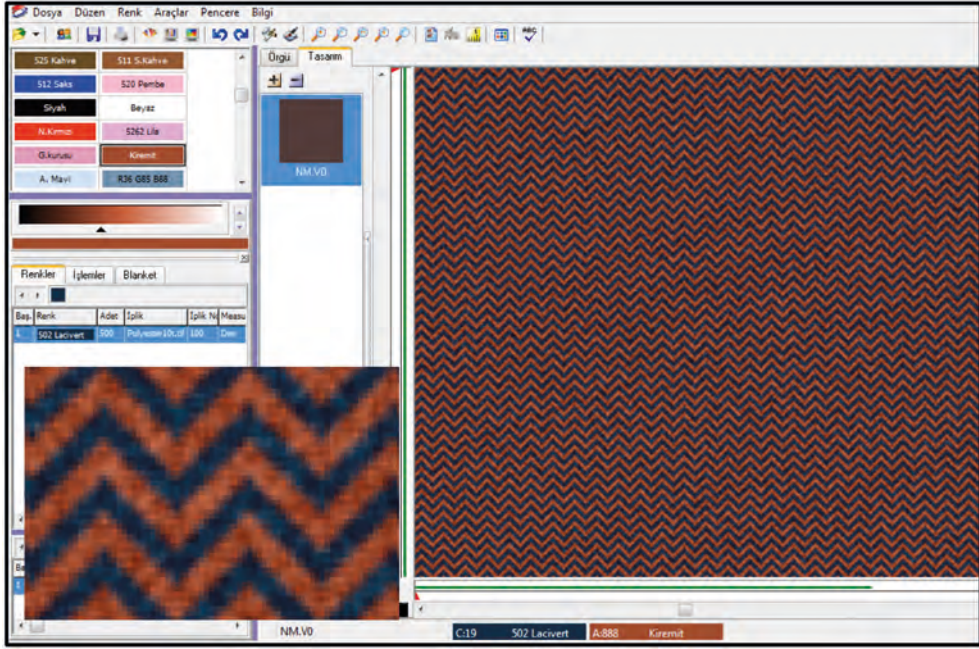 Dosya Düzen Renk Araçlar Pencere Bilgi
ABC
525 Kahve 511 S.Kahve
512 Saks 520 Pembe
Siyah Beyaz
N.Kırmızı 5262 Lila
G.kurusu Kiremit
A. Mavi R36 G85 B88
Örgü Tasarım
NM.V0
Renkler İşlemler Blanket
Baş. Renk Adet İplik İplik No Measu
1 502 Lacivert 500 100 Den
NM.V0 C:19 502 Lacivert A:888 Kiremit